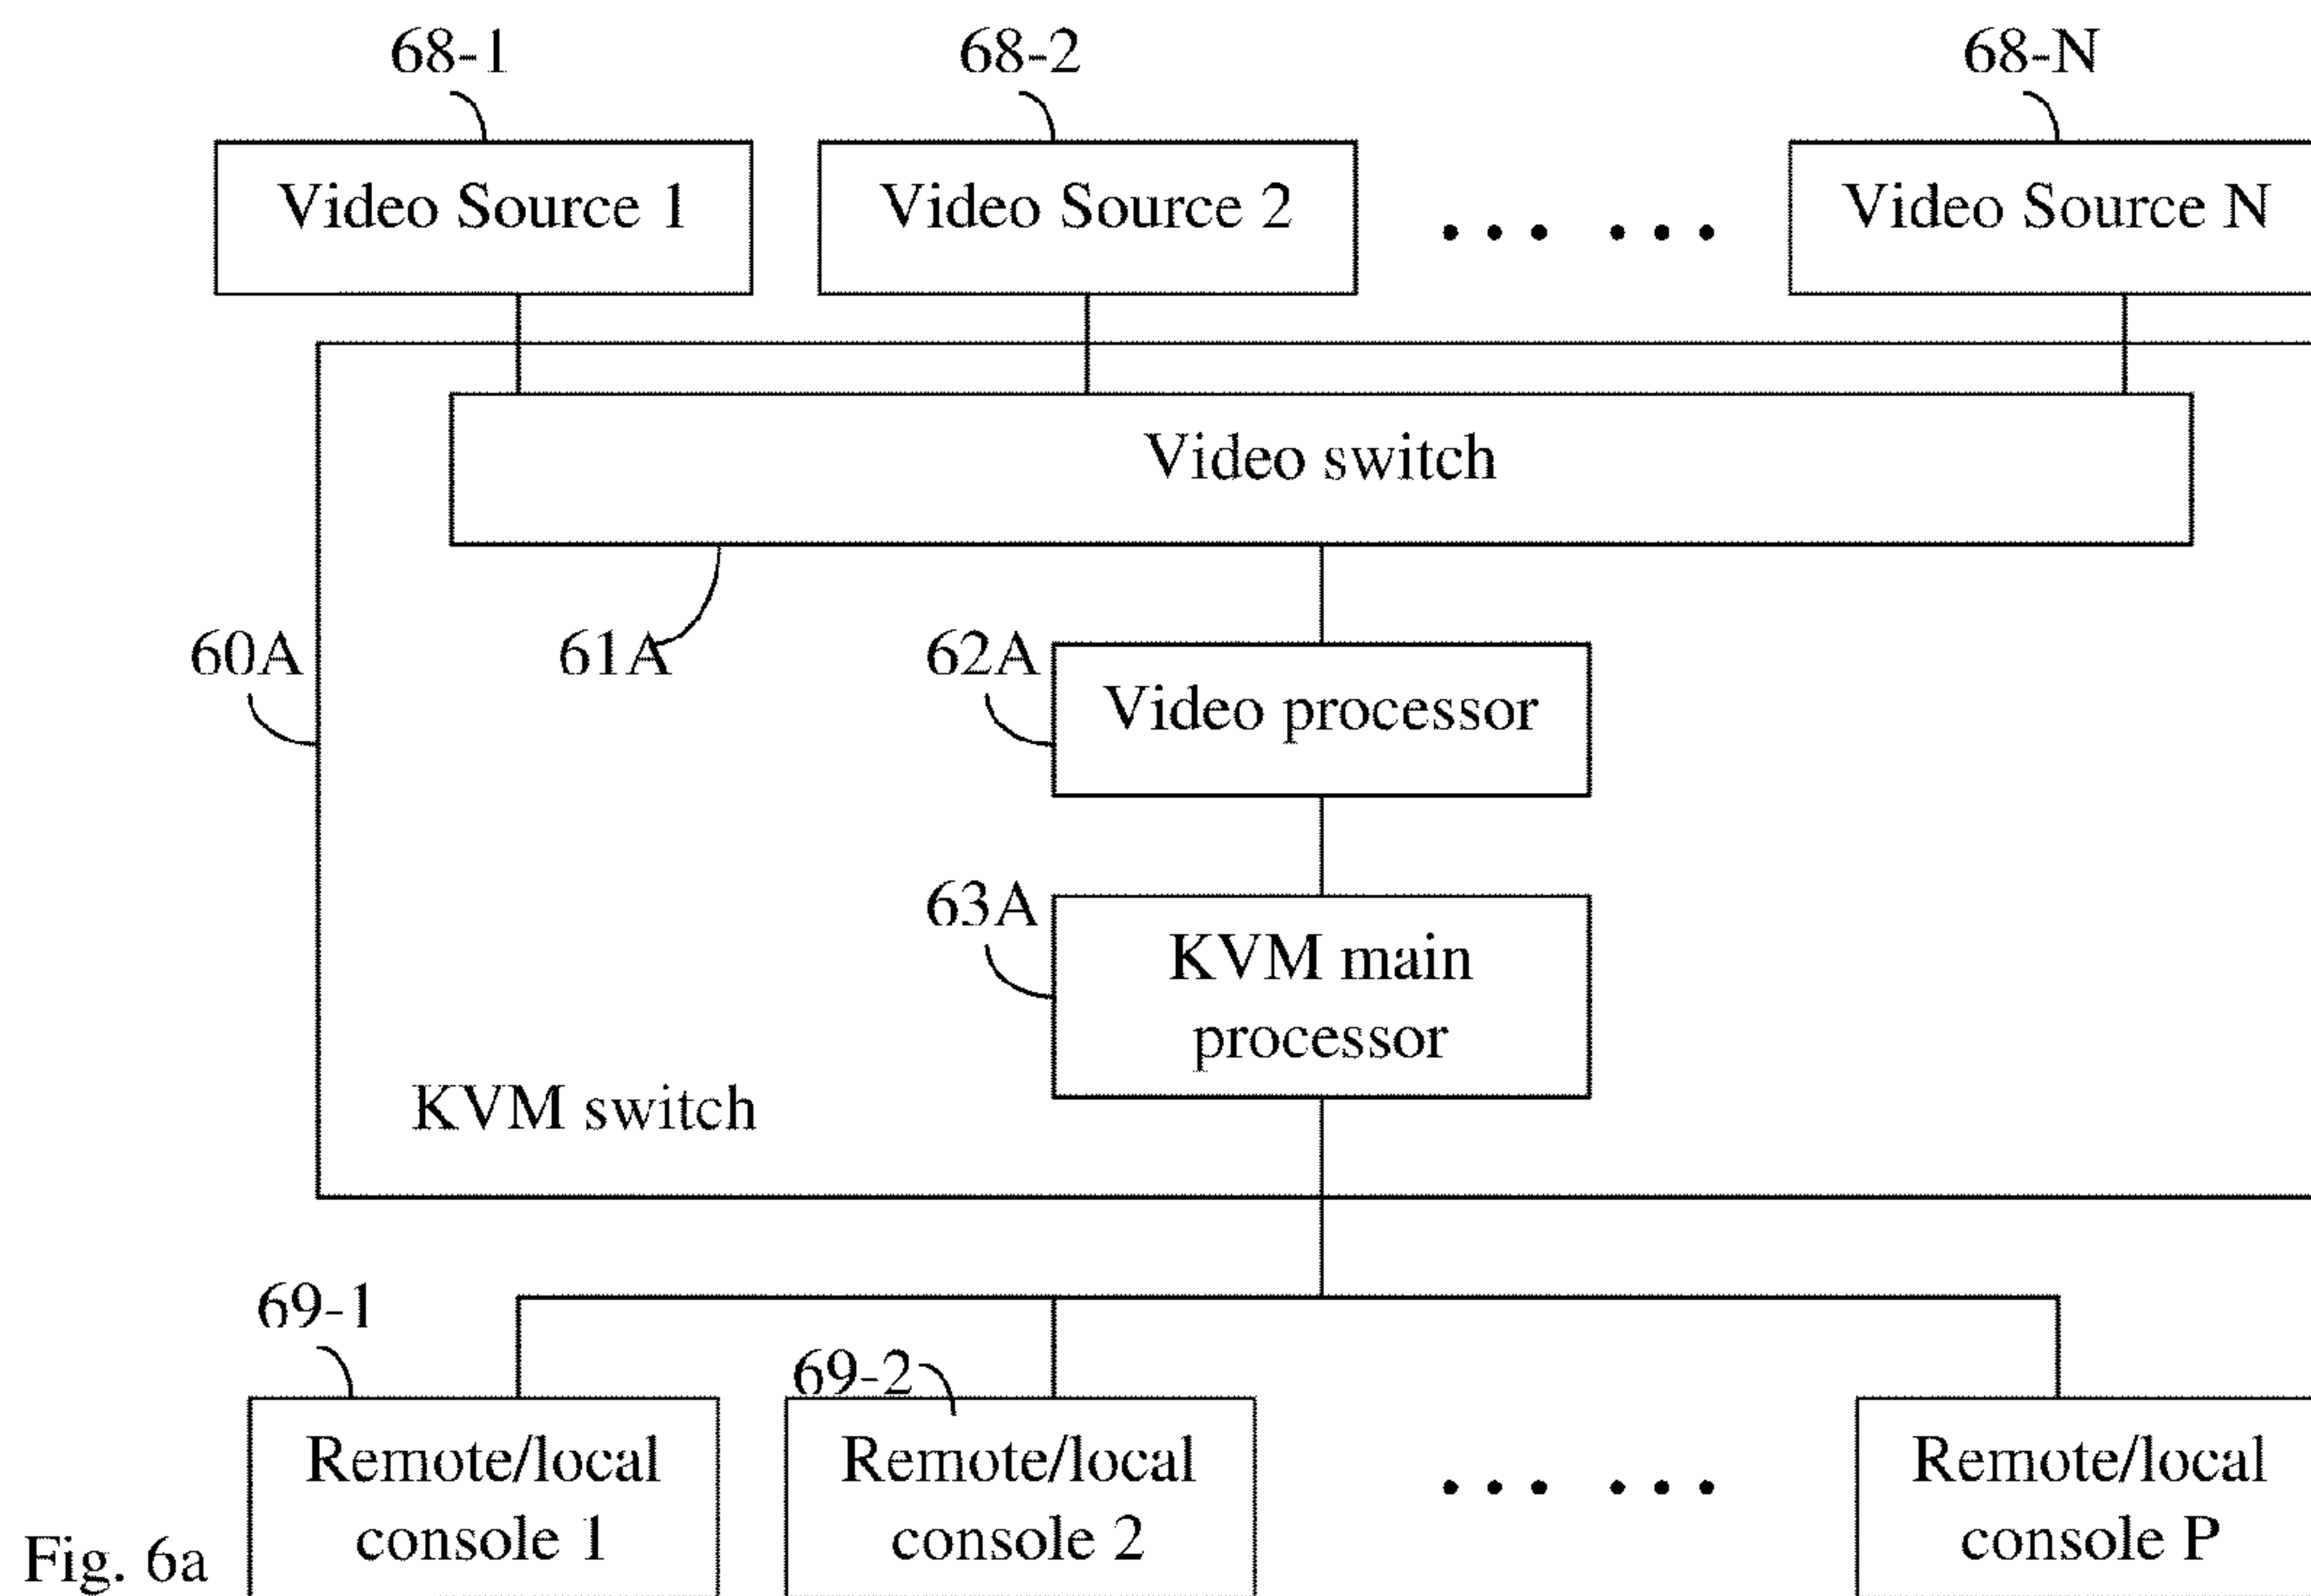 68-1
68-2
68-N
Video Source 1
Video Source 2
Video Source N
Video switch
60A
61A
62A
Video processor
63A
KVM main
processor
KVM switch
69-1
69-2
Remote/local
console 1
Remote/local
console 2
Remote/local
console P
Fig. 6a